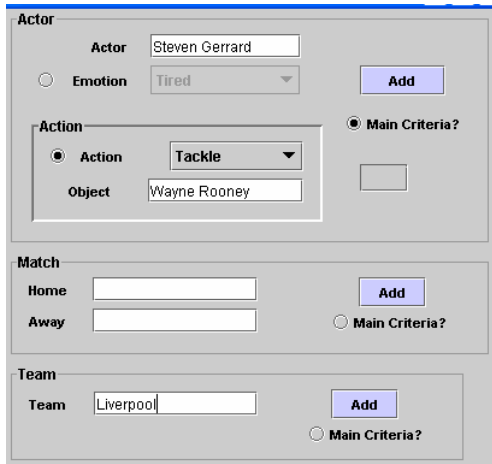 Actor
Actor Steven Gerrard
Emotion Tired Add
Action Main Criteria?
Action Tackle
Object Wayne Rooney
Match
Home Add
Away Main Criteria?
Team
Team Liverpool Add
Main Criteria?